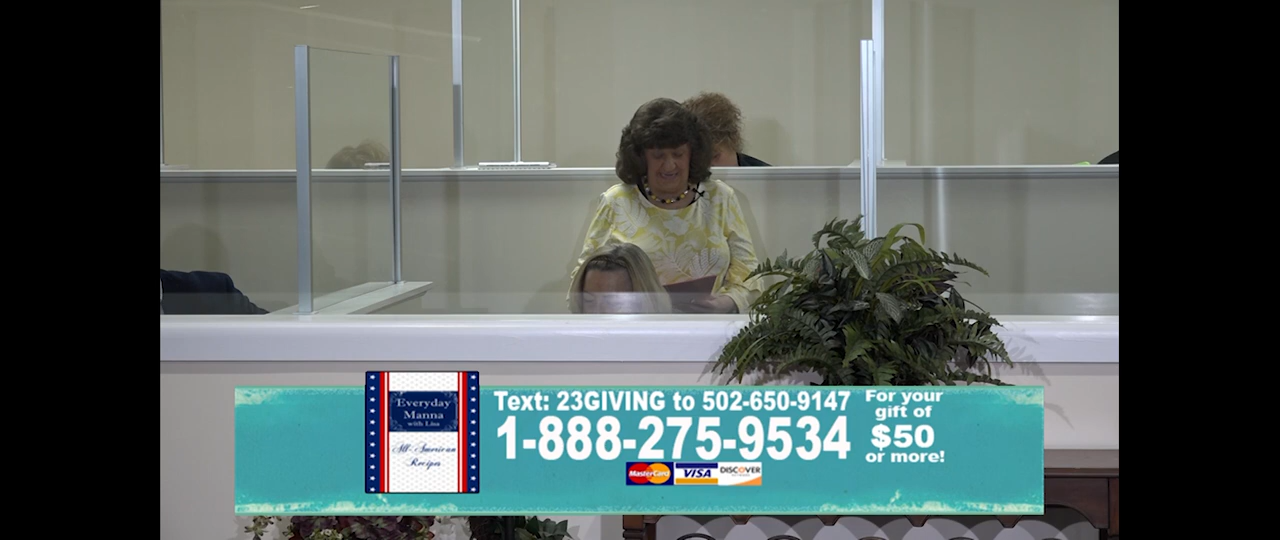 Everyday
Manna
with Lisa
All-American
Recipes
Text: 23GIVING to 502-650-9147
1-888-275-9534
MasterCard
VISA
DISCOVER
For your
gift of
$50
or more!